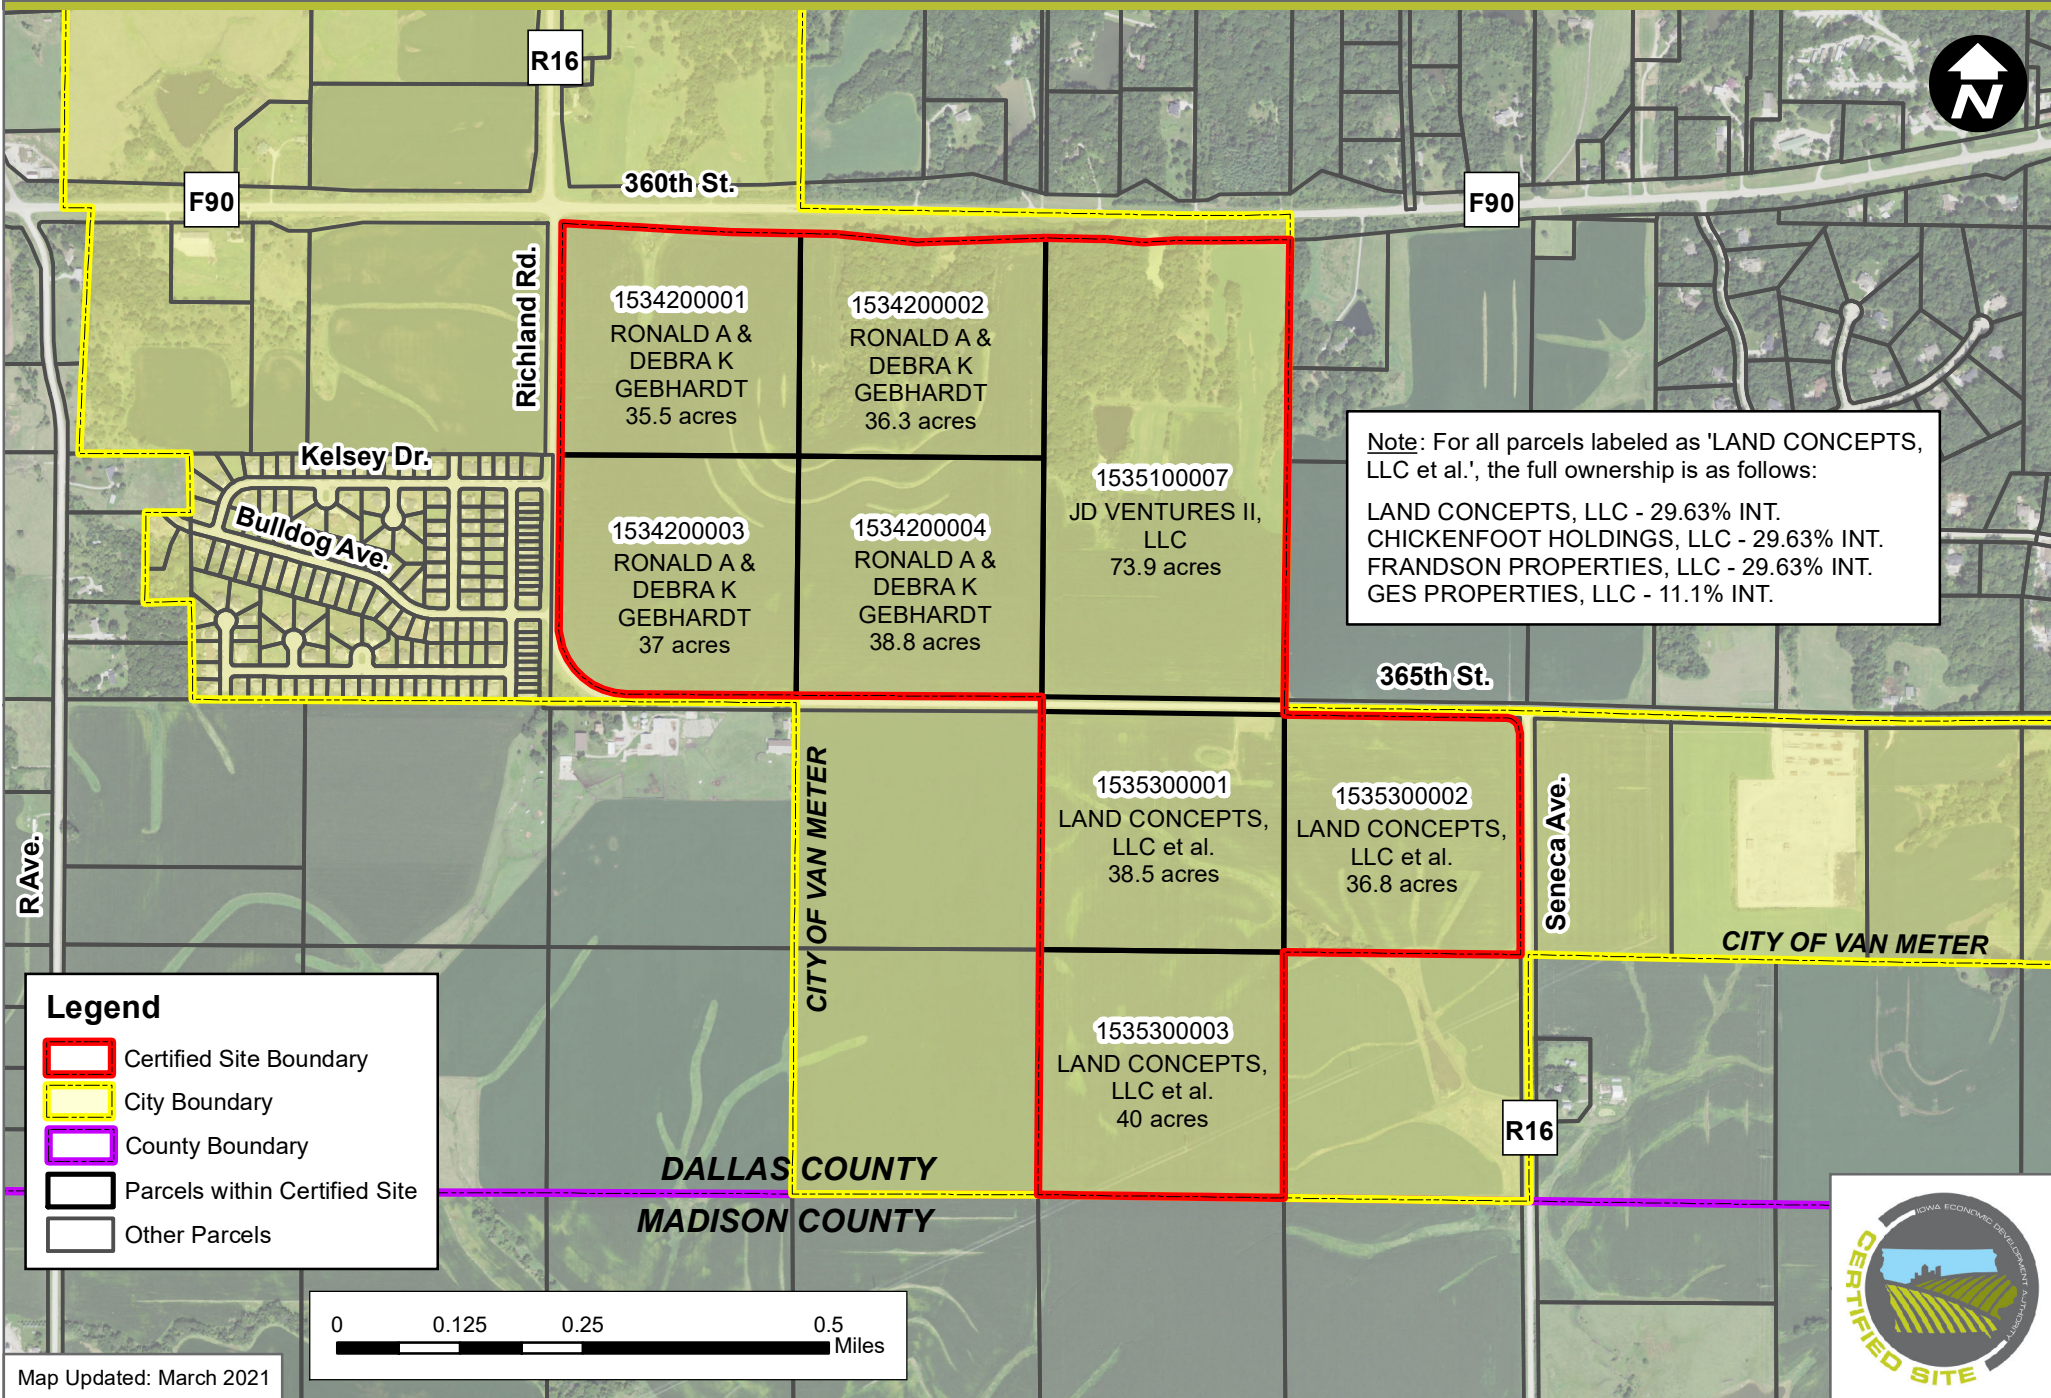 R16
N
360th St.
F90
F90
Richland Rd.
1534200001
RONALD A &
DEBRA K
GEBHARDT
35.5 acres
1534200002
RONALD A &
DEBRA K
GEBHARDT
36.3 acres
1535100007
JD VENTURES II,
LLC
73.9 acres
Note: For all parcels labeled as 'LAND CONCEPTS,
LLC et al.', the full ownership is as follows:
LAND CONCEPTS, LLC - 29.63% INT.
CHICKENFOOT HOLDINGS, LLC - 29.63% INT.
FRANDSON PROPERTIES, LLC - 29.63% INT.
GES PROPERTIES, LLC - 11.1% INT.
Kelsey Dr.
Bulldog Ave.
1534200003
RONALD A &
DEBRA K
GEBHARDT
37 acres
1534200004
RONALD A &
DEBRA K
GEBHARDT
38.8 acres
365th St.
R Ave.
CITY OF VAN METER
1535300001
LAND CONCEPTS,
LLC et al.
38.5 acres
1535300002
LAND CONCEPTS,
LLC et al.
36.8 acres
Seneca Ave.
CITY OF VAN METER
1535300003
LAND CONCEPTS,
LLC et al.
40 acres
R16
DALLAS COUNTY
MADISON COUNTY
Legend
Certified Site Boundary
City Boundary
County Boundary
Parcels within Certified Site
Other Parcels
0 0.125 0.25 0.5
Miles
Map Updated: March 2021
IOWA ECONOMIC DEVELOPMENT AUTHORITY
CERTIFIED SITE